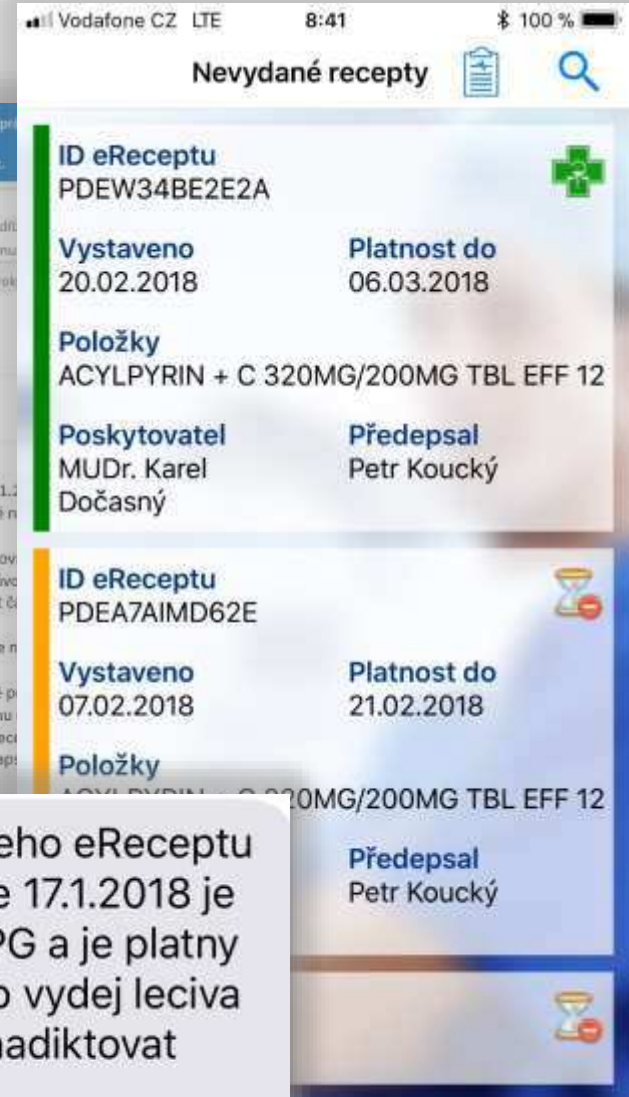 Vodafone CZ LTE 8:41 100 %
Nevydané recepty
ID eReceptu
PDEW34BE2E2A
Vystaveno Platnost do
20.02.2018 06.03.2018
Položky
ACYLPYRIN + C 320MG/200MG TBL EFF 12
Poskytovatel Předepsal
MUDr. Karel Petr Koucký
Dočasný
ID eReceptu
PDEA7AIMD62E
Vystaveno Platnost do
07.02.2018 21.02.2018
Položky
20MG/200MG TBL EFF 12
Předepsal
Petr Koucký
eho eReceptu
e 17.1.2018 je
PG a je platny
o vydej leciva
nadiktovat